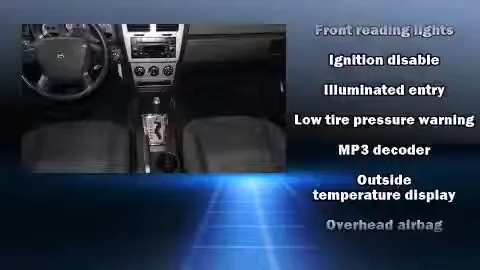 Front reading lights
Ignition disable
Illuminated entry
Low tire pressure warning
MP3 decoder
Outside
temperature display
Overhead airbag